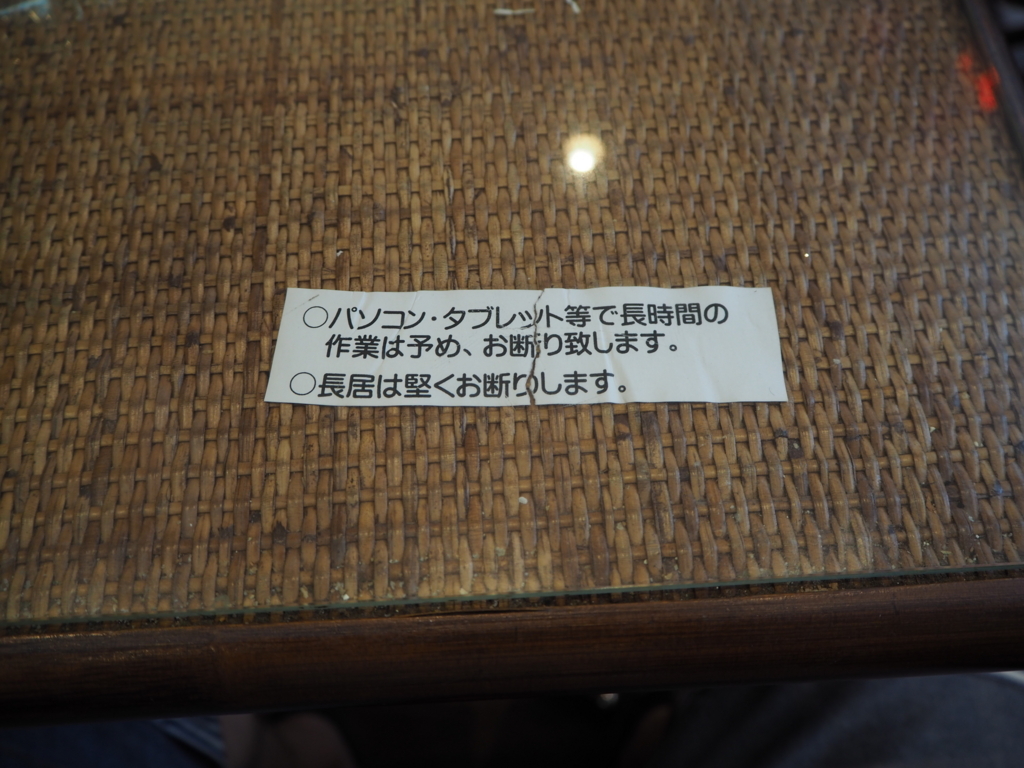 ○パソコン・タブレット等で長時間の
作業は予め、お断り致します。
○長居は堅くお断りします。